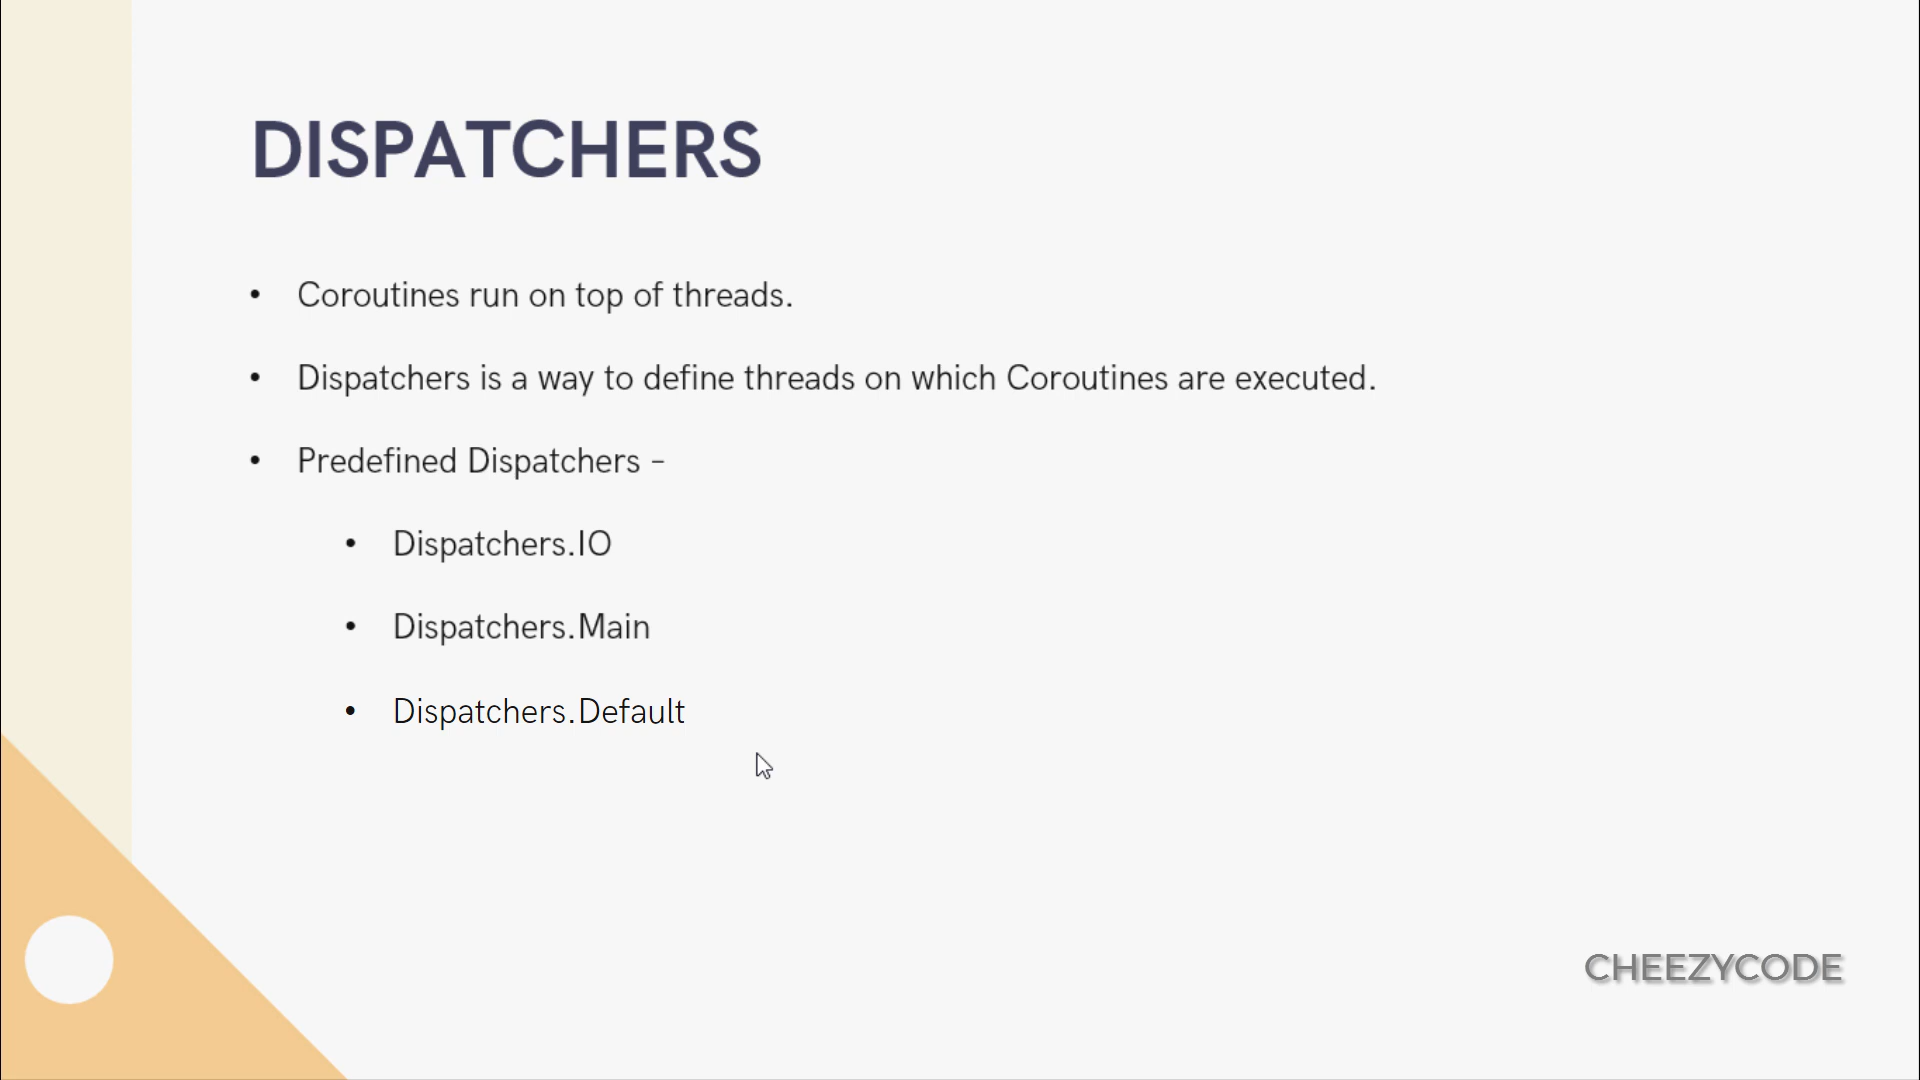 DISPATCHERS
• Coroutines run on top of threads.
• Dispatchers is a way to define threads on which Coroutines are executed.
• Predefined Dispatchers –
• Dispatchers.IO
• Dispatchers.Main
• Dispatchers.Default
CHEEZYCODE